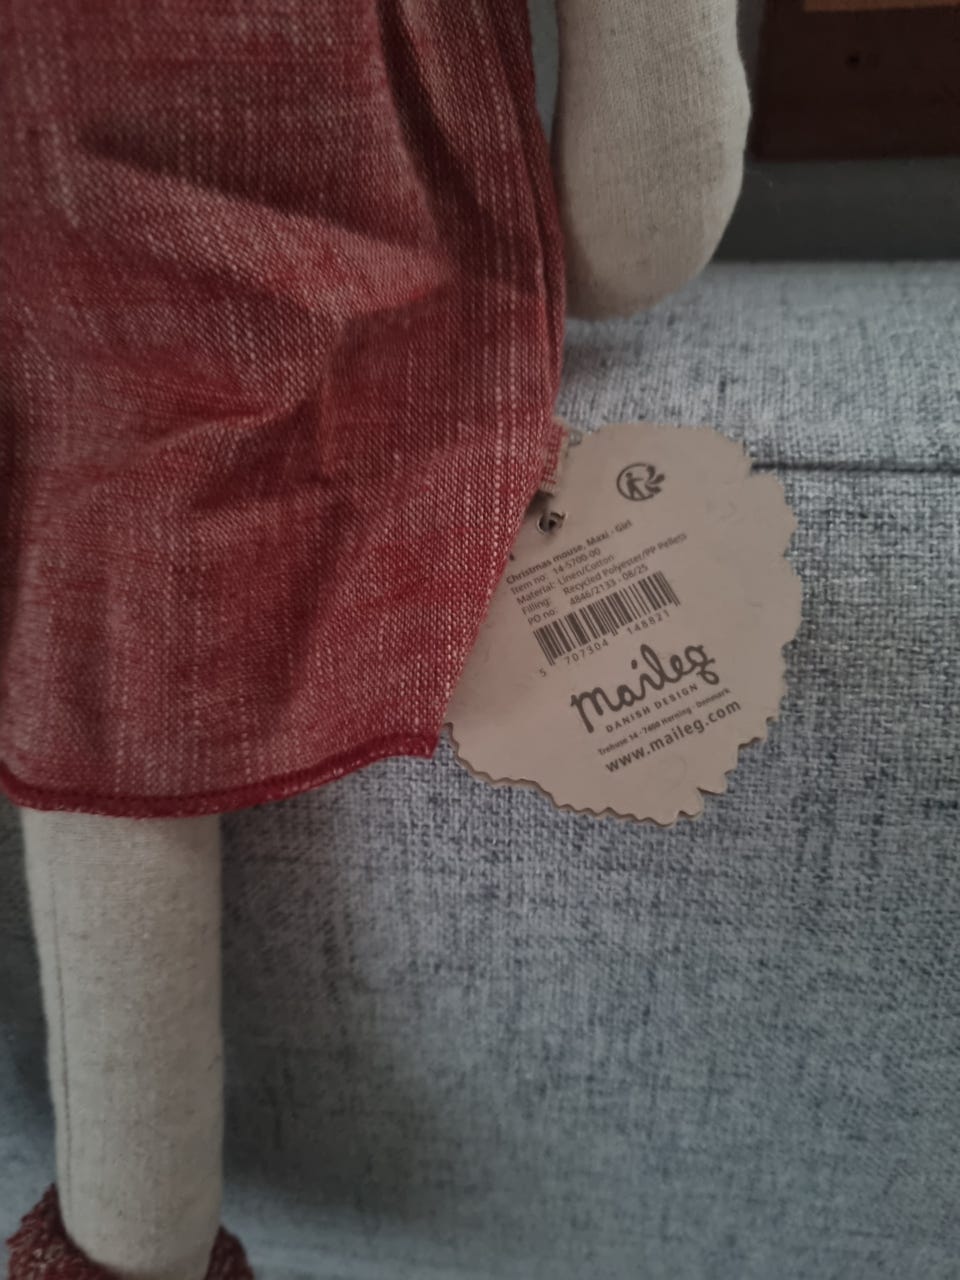 Christmas mouse, Maxi - Girl
Item no: 14-5700-00
Material: Linen/Cotton
Filling: Recycled Polyester/PP Pellets
PO no: 4846/2133 - 08/25
5 707304 148821
maileg
DANISH DESIGN
Trehuse 14 · 7400 Herning · Denmark
www.maileg.com